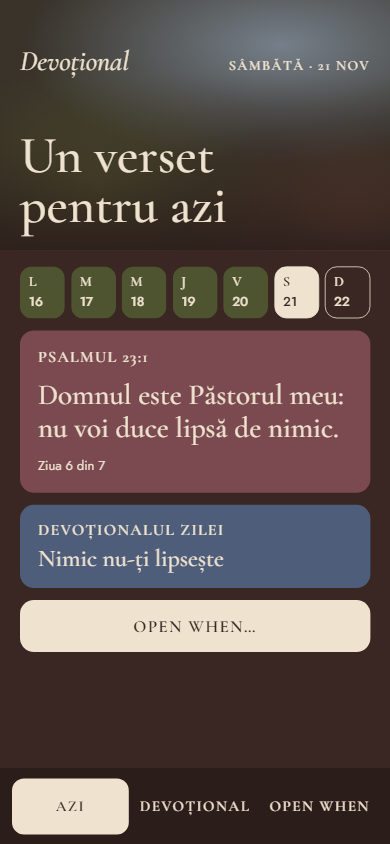 Devoțional
SÂMBĂTĂ · 21 NOV
Un verset
pentru azi
L M M J V S D
16 17 18 19 20 21 22
PSALMUL 23:1
Domnul este Păstorul meu:
nu voi duce lipsă de nimic.
Ziua 6 din 7
DEVOȚIONALUL ZILEI
Nimic nu-ți lipsește
OPEN WHEN…
AZI DEVOȚIONAL OPEN WHEN